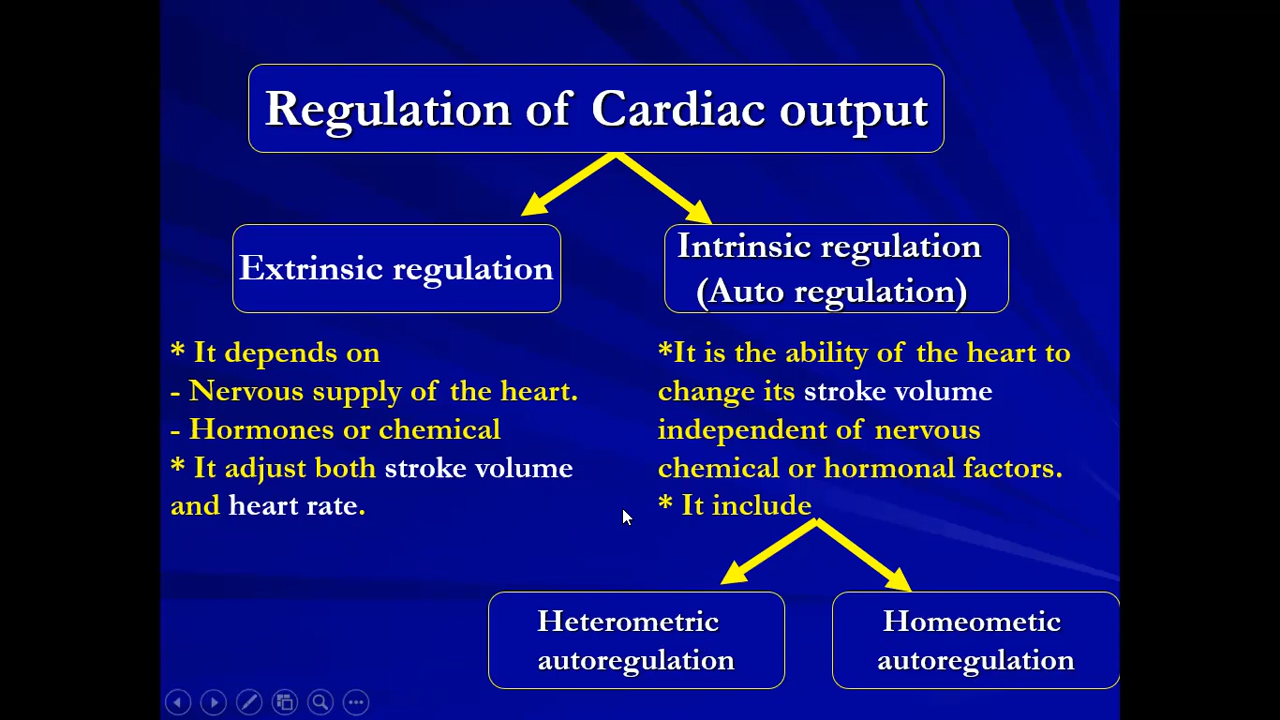 Regulation of Cardiac output
Extrinsic regulation
Intrinsic regulation
(Auto regulation)
* It depends on
- Nervous supply of the heart.
- Hormones or chemical
* It adjust both stroke volume
and heart rate.
*It is the ability of the heart to
change its stroke volume
independent of nervous
chemical or hormonal factors.
* It include
Heterometric
autoregulation
Homeometic
autoregulation